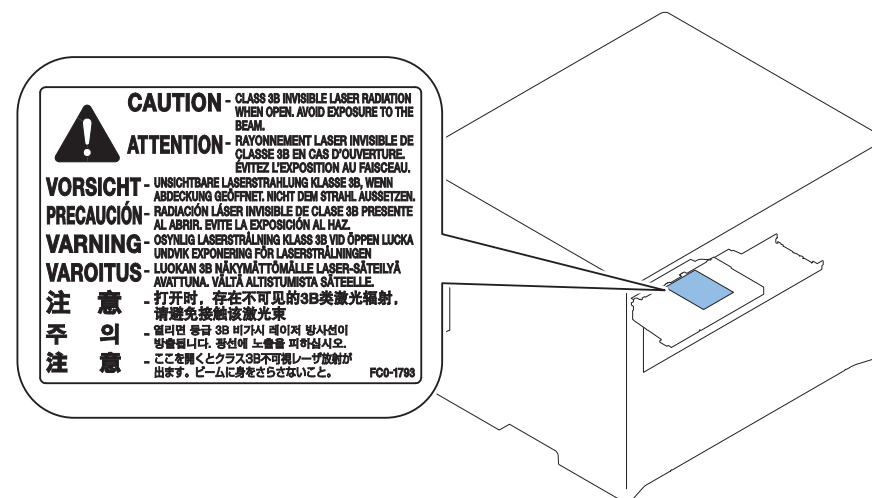 CAUTION - CLASS 3B INVISIBLE LASER RADIATION
WHEN OPEN. AVOID EXPOSURE TO THE
BEAM.
ATTENTION - RAYONNEMENT LASER INVISIBLE DE
CLASSE 3B EN CAS D'OUVERTURE.
ÉVITEZ L'EXPOSITION AU FAISCEAU.
VORSICHT - UNSICHTBARE LASERSTRAHLUNG KLASSE 3B, WENN
ABDECKUNG GEÖFFNET. NICHT DEM STRAHL AUSSETZEN.
PRECAUCIÓN - RADIACIÓN LÁSER INVISIBLE DE CLASE 3B PRESENTE
AL ABRIR. EVITE LA EXPOSICIÓN AL HAZ.
VARNING - OSYNLIG LASERSTRÅLNING KLASS 3B VID ÖPPEN LUCKA
UNDVIK EXPONERING FÖR LASERSTRÅLNINGEN
VAROITUS - LUOKAN 3B NÄKYMÄTTÖMÄLLE LASER-SÄTEILYÄ
AVATTUNA. VÄLTÄ ALTISTUMISTA SÄTEELLE.
注 意 - 打开时，存在不可见的3B类激光辐射，
请避免接触该激光束
주 의 - 열리면 등급 3B 비가시 레이저 방사선이
방출됩니다. 광선에 노출을 피하십시오.
注 意 - ここを開くとクラス3B不可視レーザ放射が
出ます。ビームに身をさらさないこと。 FC0-1793